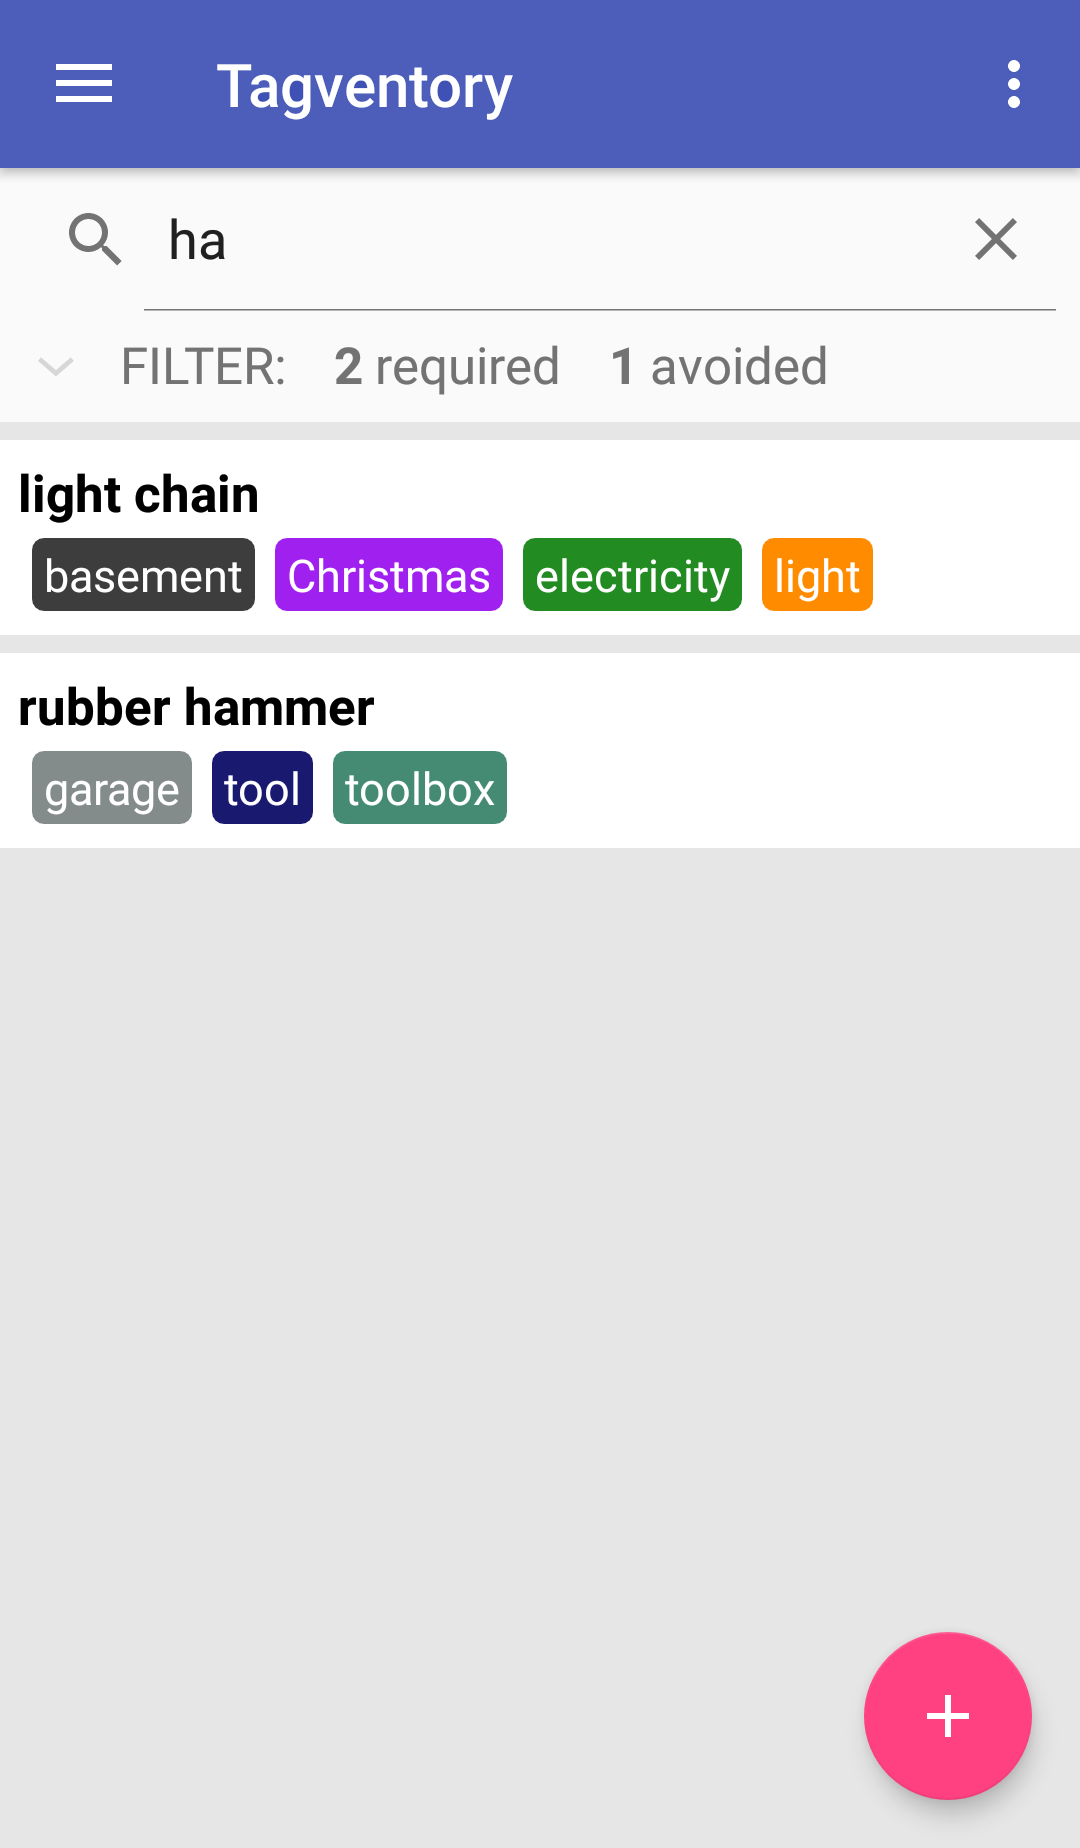 Tagventory
ha
FILTER: 2 required 1 avoided
light chain
basement Christmas electricity light
rubber hammer
garage tool toolbox